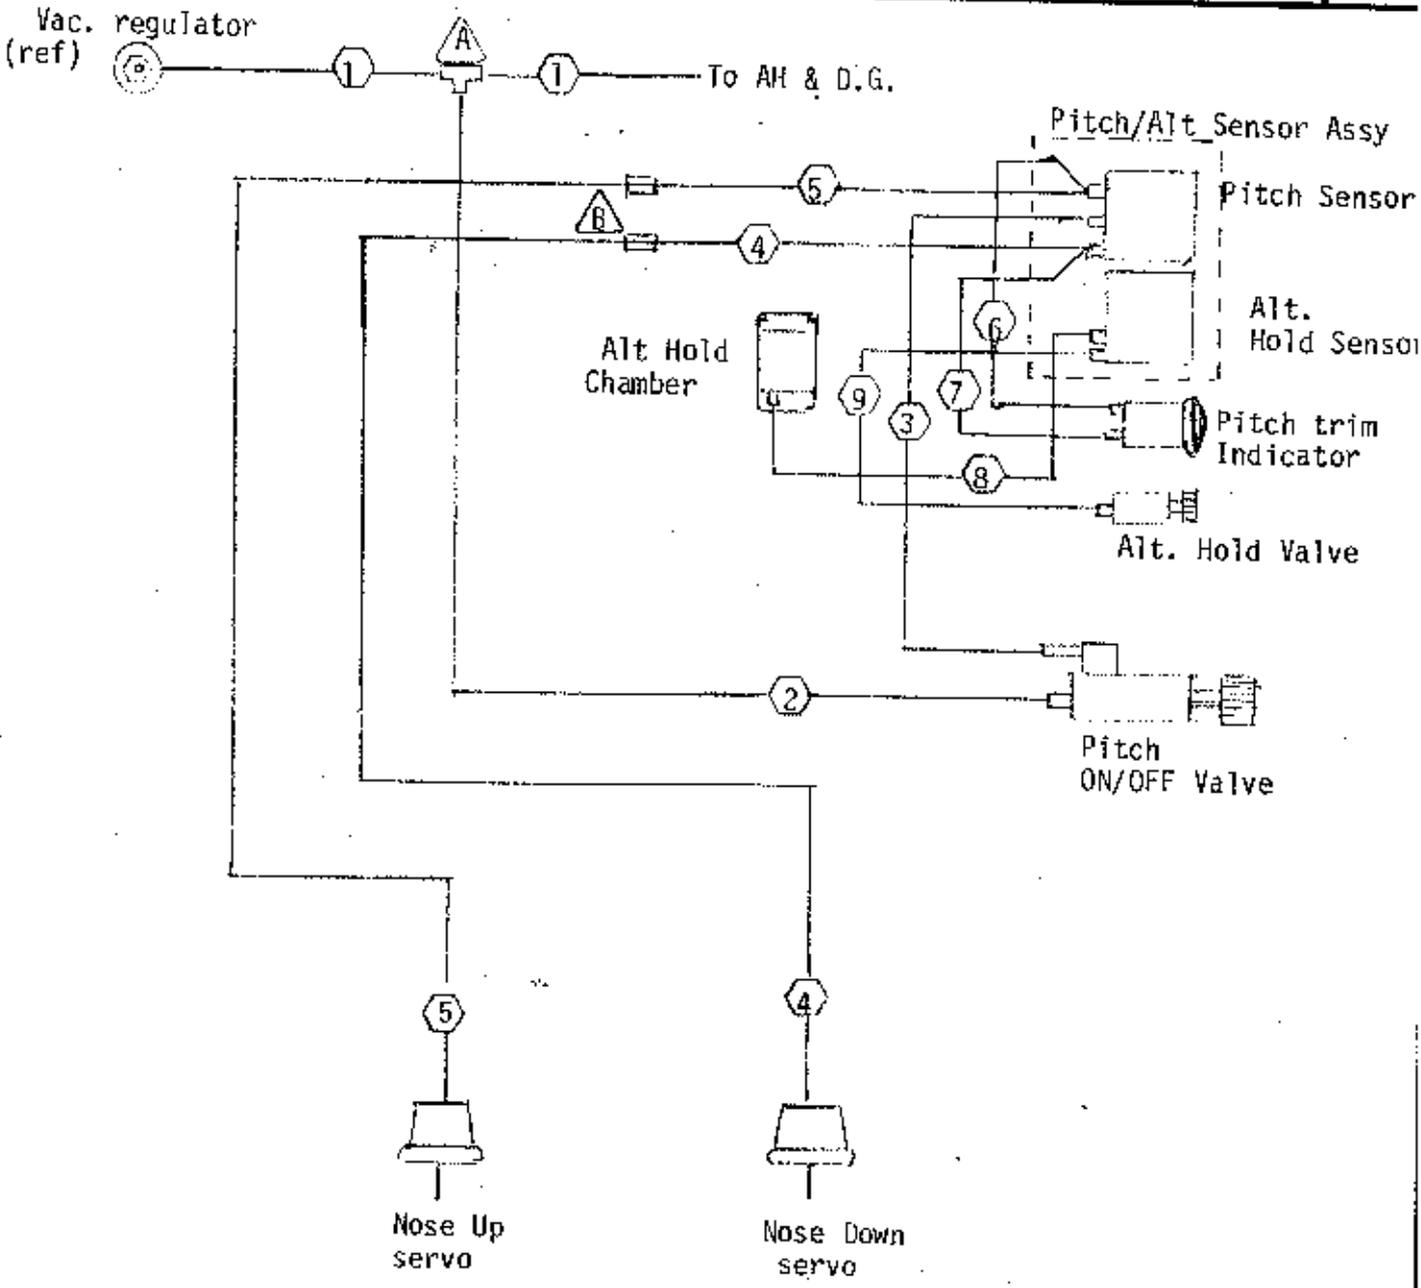 Vac. regulator
(ref)
A
1
1
To AH & D.G.
Pitch/Alt Sensor Assy
5
Pitch Sensor
B
4
6
Alt.
Hold Sensor
Alt Hold
Chamber
9
7
3
Pitch trim
Indicator
8
Alt. Hold Valve
2
Pitch
ON/OFF Valve
5
4
Nose Up
servo
Nose Down
servo